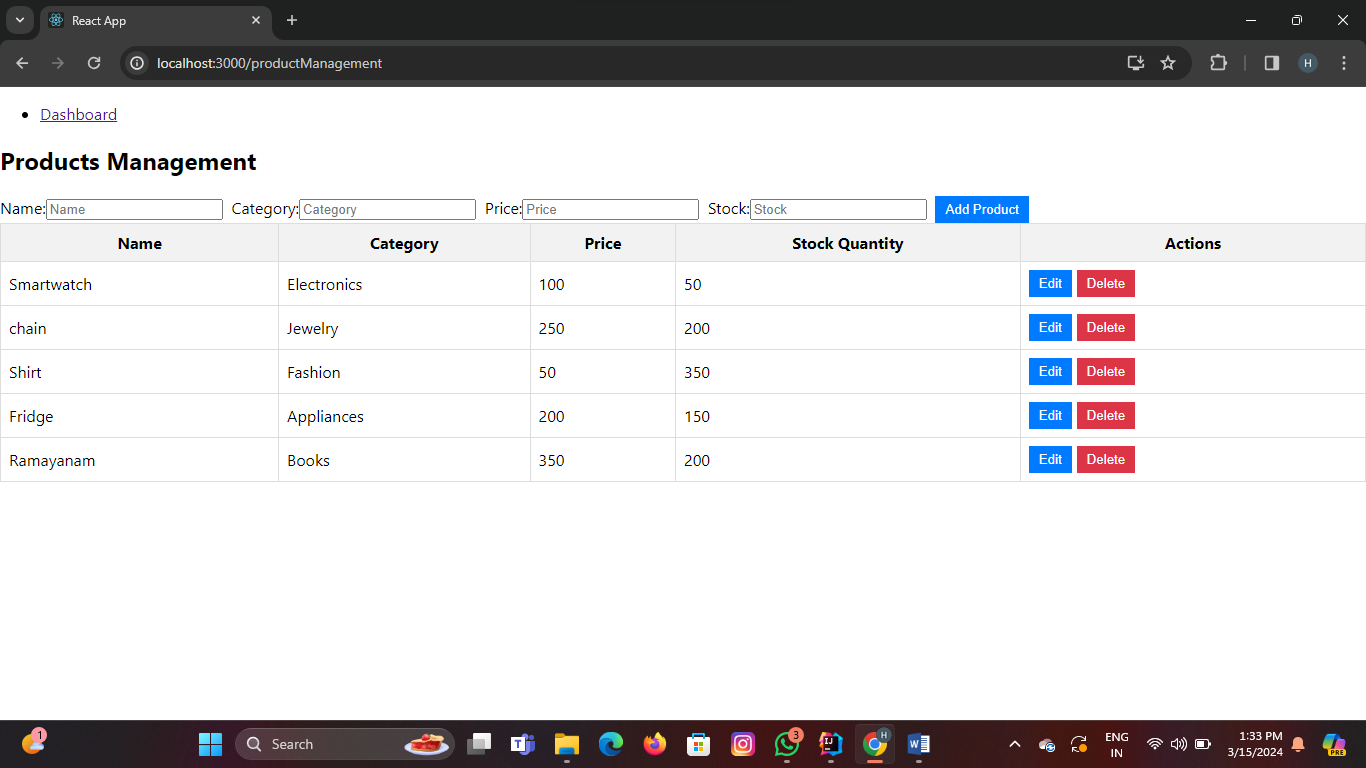 React App
localhost:3000/productManagement
H
Dashboard
Products Management
Name: Name Category: Category Price: Price Stock: Stock Add Product
Name Category Price Stock Quantity Actions
Smartwatch Electronics 100 50 Edit Delete
chain Jewelry 250 200 Edit Delete
Shirt Fashion 50 350 Edit Delete
Fridge Appliances 200 150 Edit Delete
Ramayanam Books 350 200 Edit Delete
1 Search 3 H ENG 1:33 PM
IN 3/15/2024 PRE